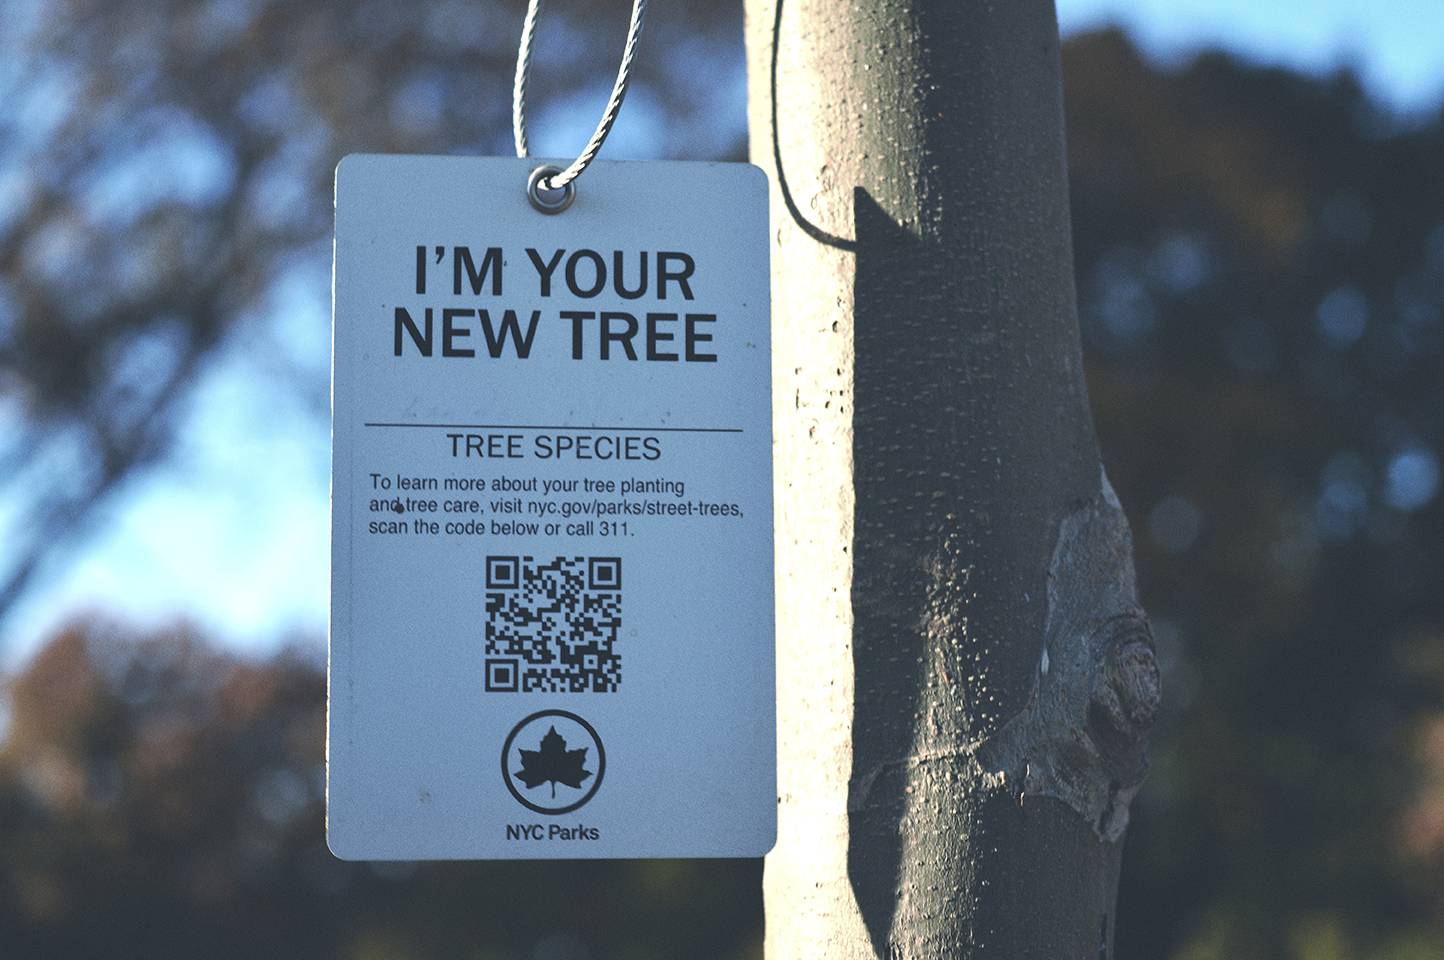 I'M YOUR
NEW TREE
TREE SPECIES
To learn more about your tree planting
and tree care, visit nyc.gov/parks/street-trees,
scan the code below or call 311.
NYC Parks